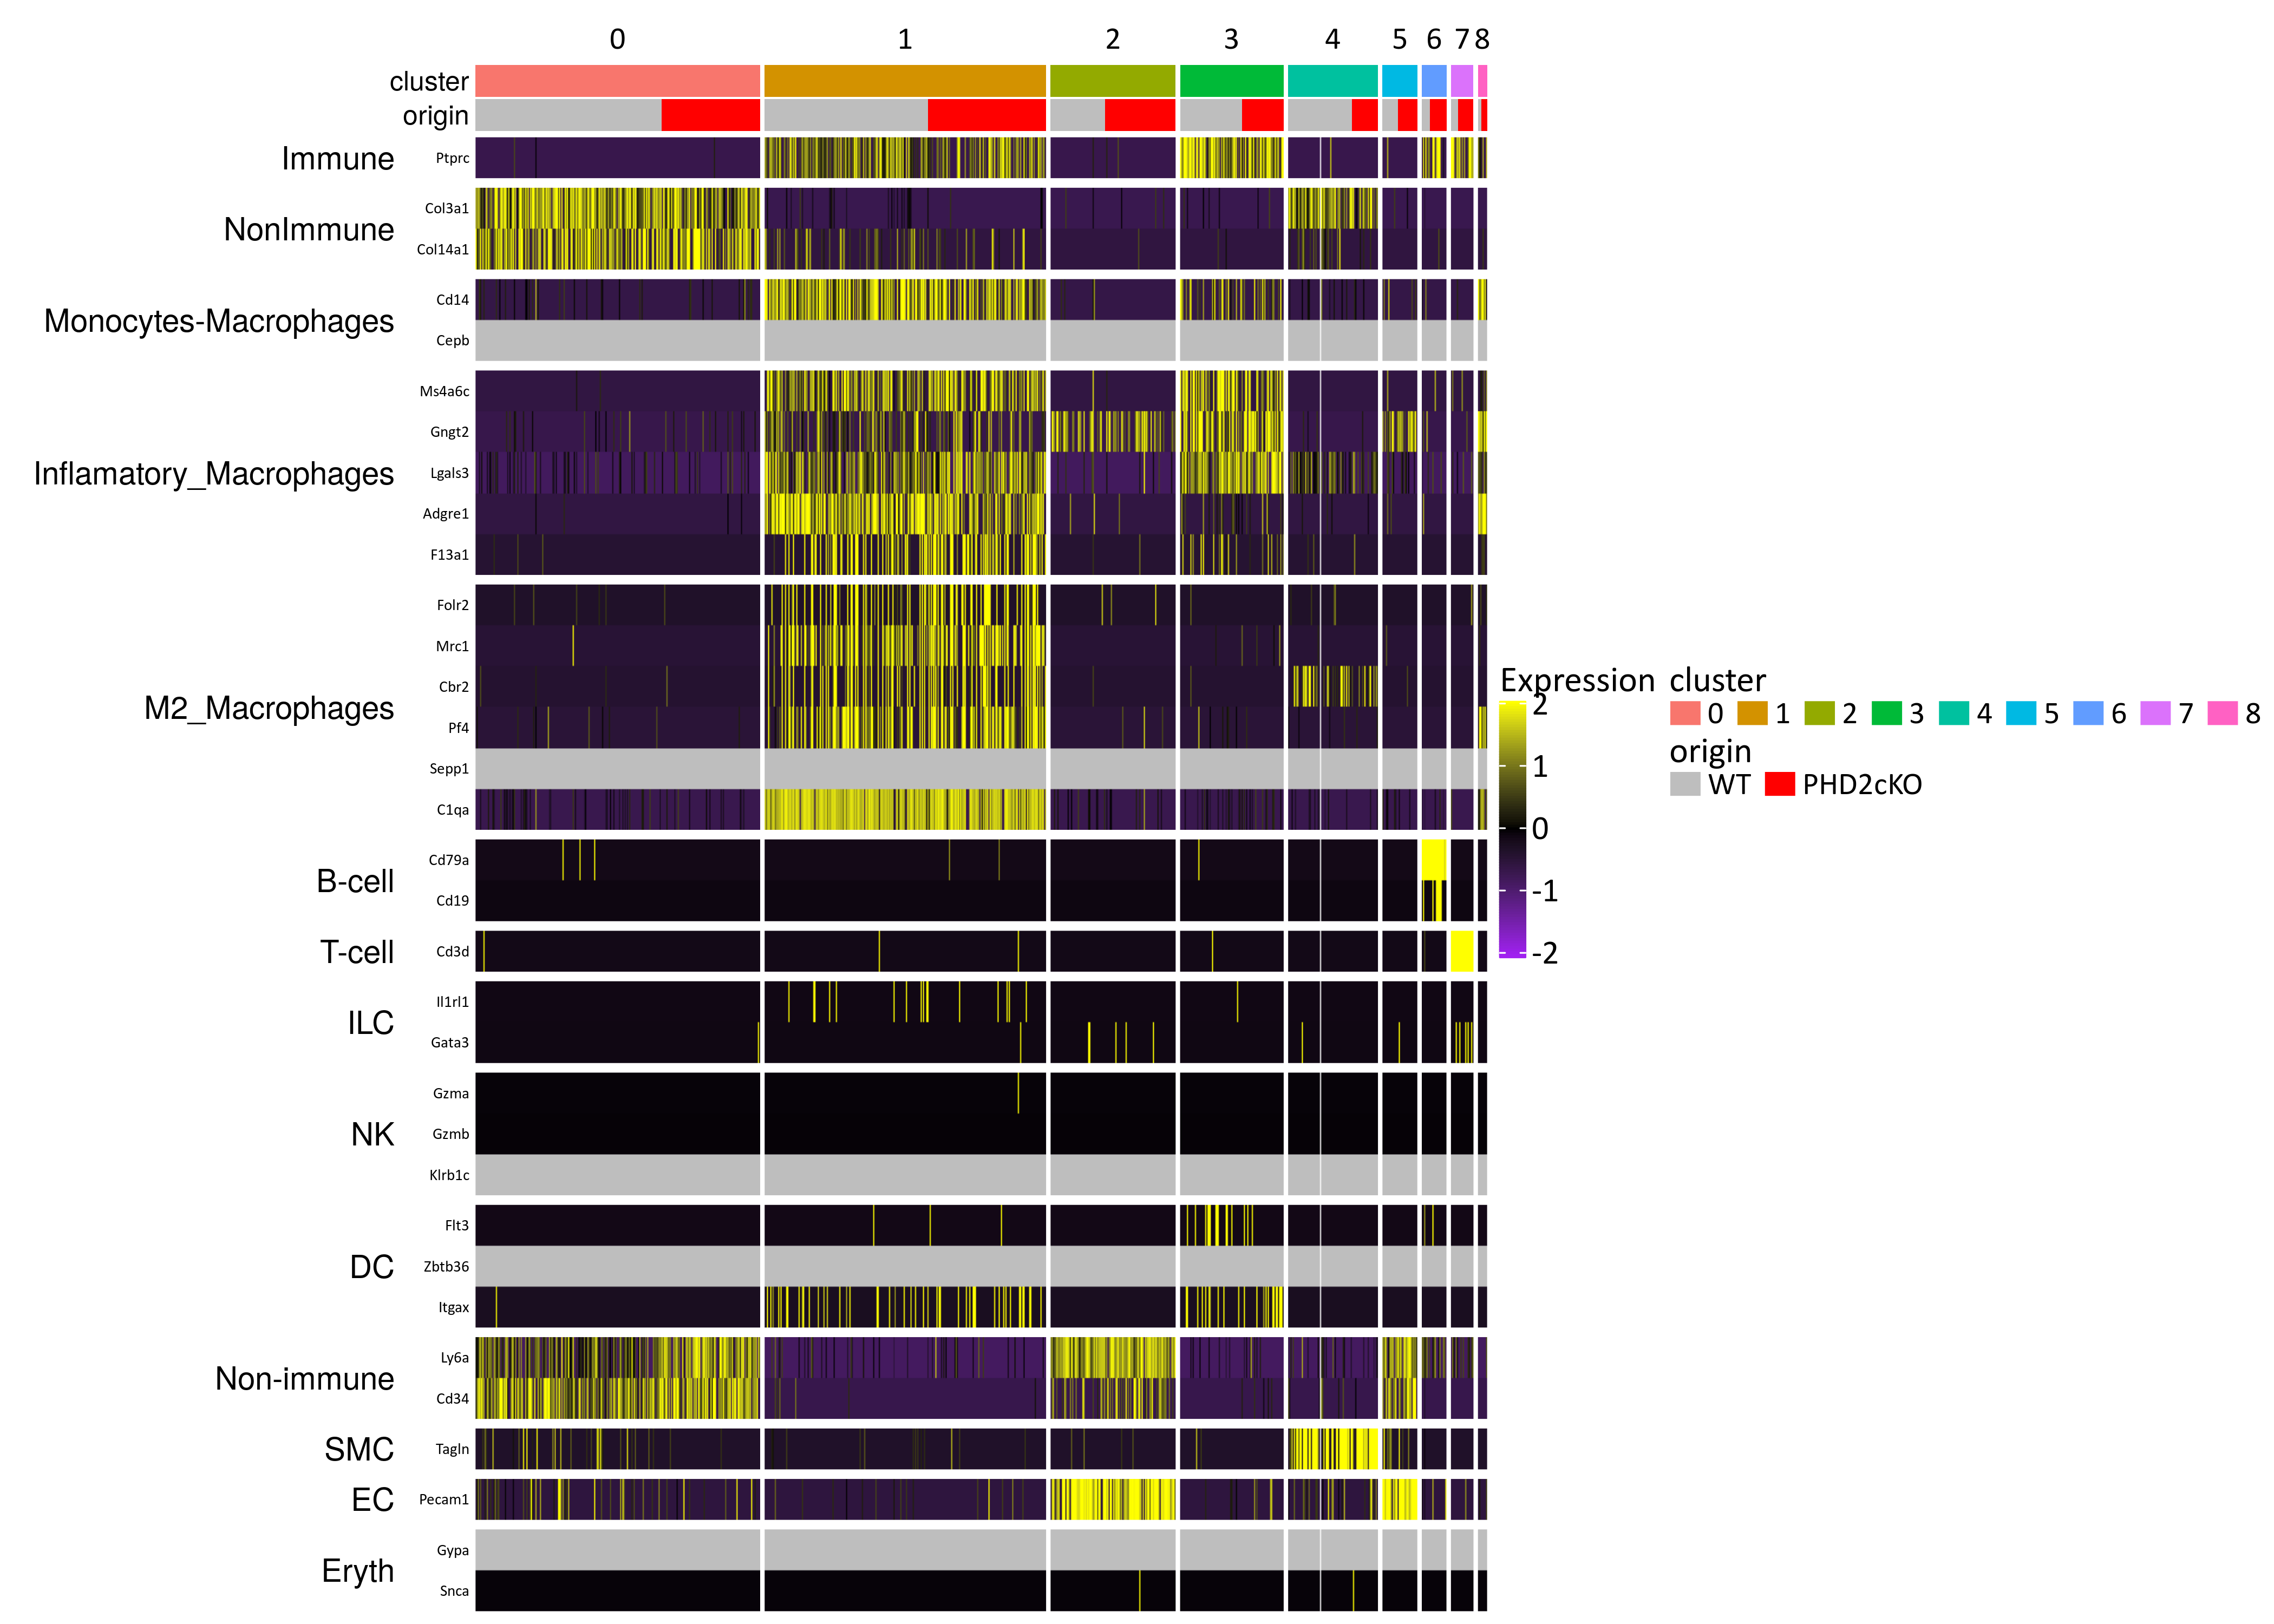 0 1 2 3 4 5 6 7 8
cluster
origin
Immune
Ptprc
NonImmune
Col3a1
Col14a1
Monocytes-Macrophages
Cd14
Cepb
Inflamatory_Macrophages
Ms4a6c
Gngt2
Lgals3
Adgre1
F13a1
M2_Macrophages
Folr2
Mrc1
Cbr2
Pf4
Sepp1
C1qa
B-cell
Cd79a
Cd19
T-cell
Cd3d
ILC
Il1rl1
Gata3
NK
Gzma
Gzmb
Klrb1c
DC
Flt3
Zbtb36
Itgax
Non-immune
Ly6a
Cd34
SMC
Tagln
EC
Pecam1
Eryth
Gypa
Snca
Expression
2
1
0
-1
-2
cluster
0 1 2 3 4 5 6 7 8
origin
WT PHD2cKO